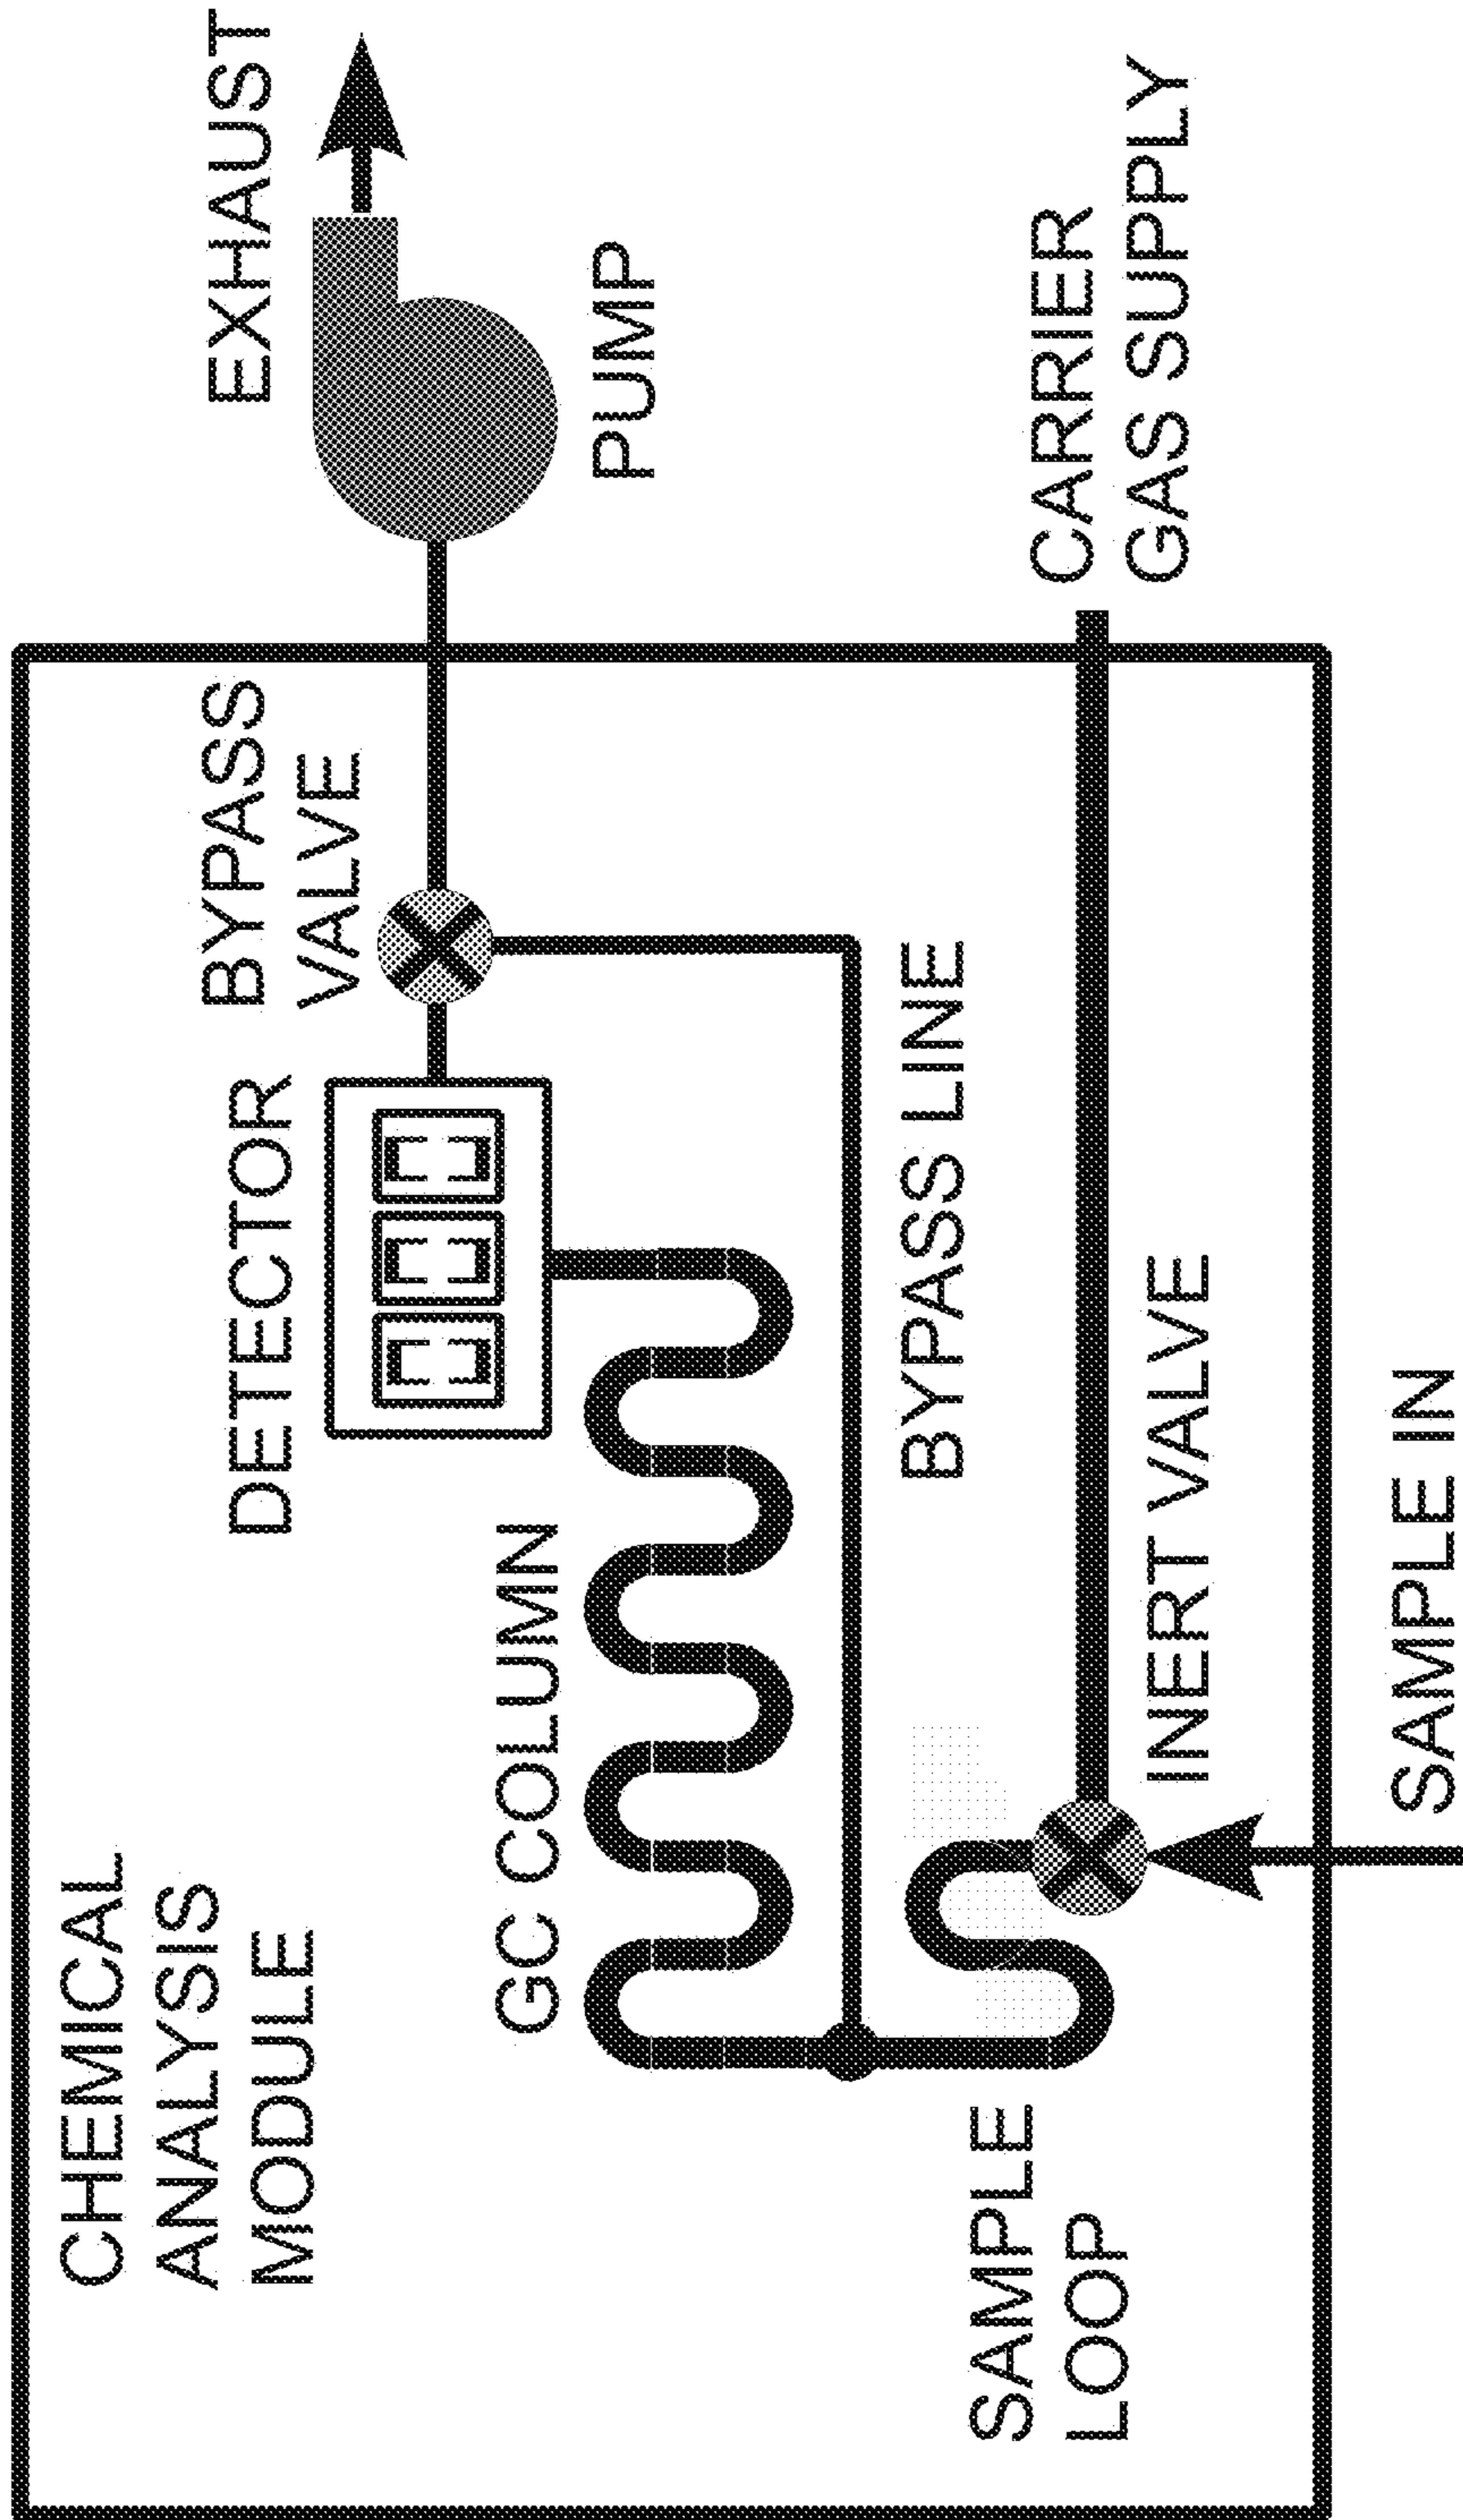 CHEMICAL
ANALYSIS
MODULE
EXHAUST
BYPASS
VALVE
DETECTOR
GC COLUMN
PUMP
BYPASS LINE
SAMPLE
LOOP
CARRIER
GAS SUPPLY
INERT VALVE
SAMPLE IN